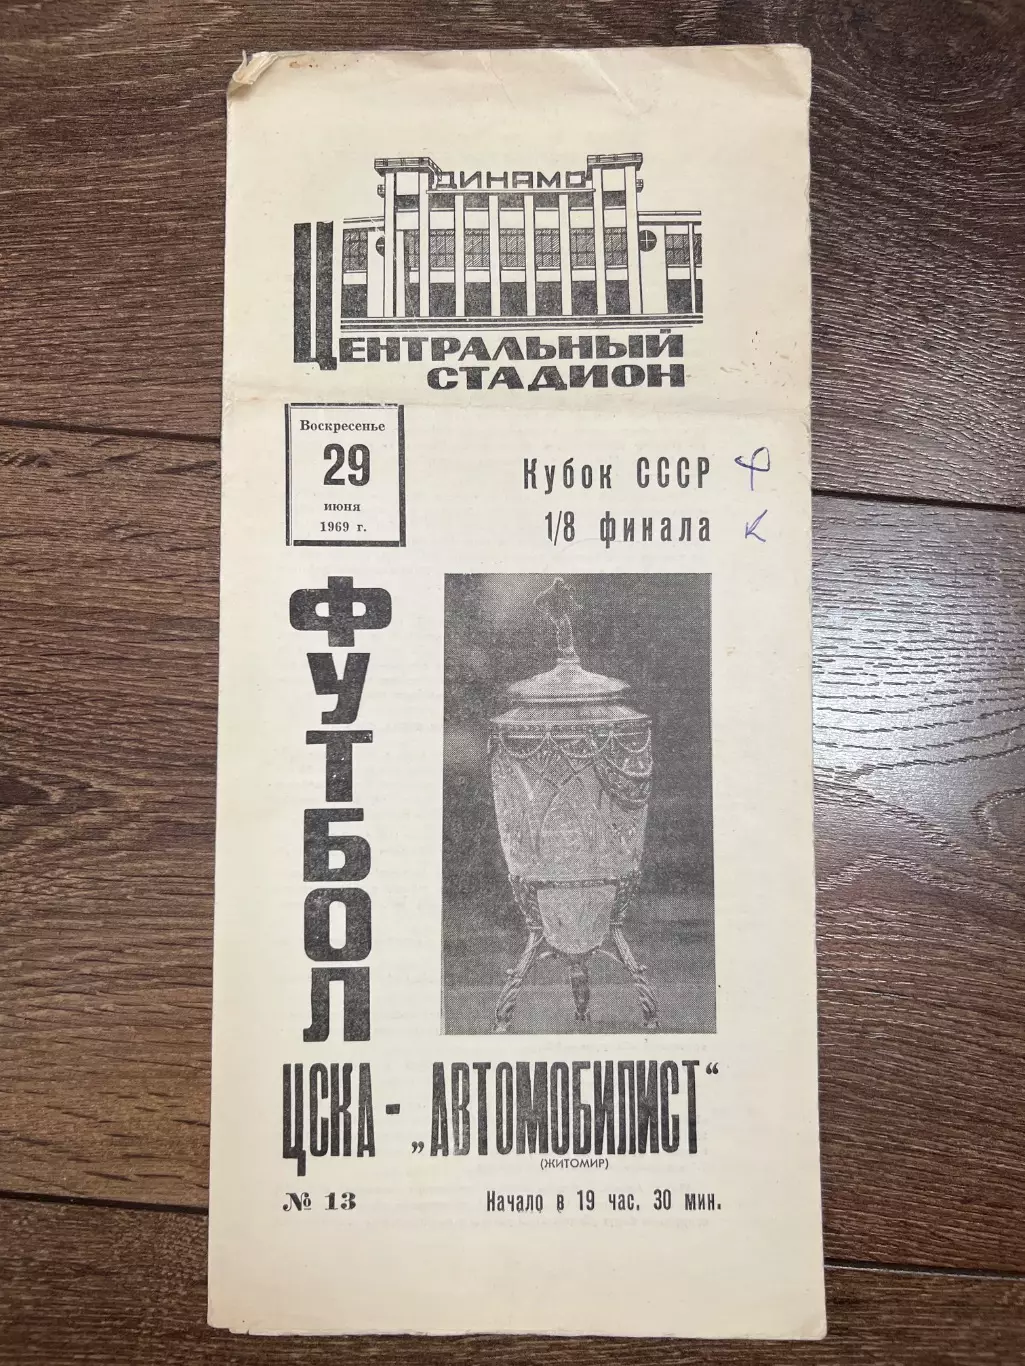 ДИНАМО
ЦЕНТРАЛЬНЫЙ
СТАДИОН
Воскресенье
29
июня
1969 г.
Кубок СССР ф
1/8 финала к
ФУТБОЛ
ЦСКА - „АВТОМОБИЛИСТ“
(ЖИТОМИР)
№ 13
Начало в 19 час. 30 мин.